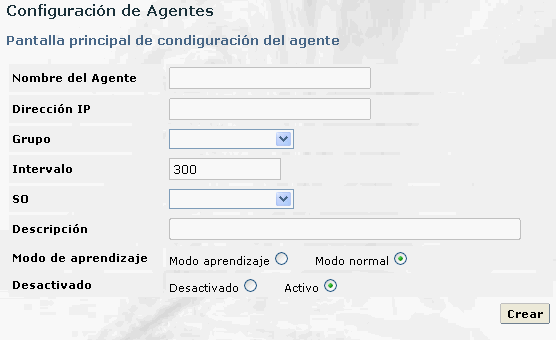 Configuración de Agentes
Pantalla principal de condiguración del agente
Nombre del Agente
Dirección IP
Grupo
Intervalo 300
SO
Descripción
Modo de aprendizaje Modo aprendizaje Modo normal
Desactivado Desactivado Activo
Crear